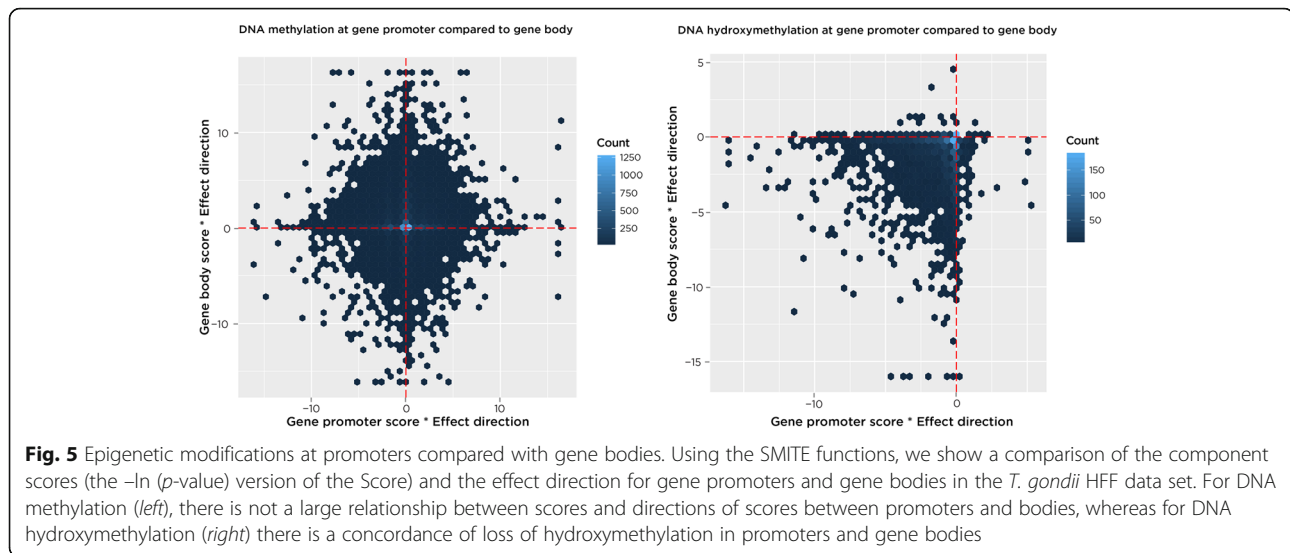 DNA methylation at gene promoter compared to gene body
Gene body score * Effect direction
10
0
−10
−10
0
10
Gene promoter score * Effect direction
Count
1250
1000
750
500
250
DNA hydroxymethylation at gene promoter compared to gene body
Gene body score * Effect direction
5
0
−5
−10
−15
−10
0
Gene promoter score * Effect direction
Count
150
100
50
Fig. 5 Epigenetic modifications at promoters compared with gene bodies. Using the SMITE functions, we show a comparison of the component
scores (the –ln (p-value) version of the Score) and the effect direction for gene promoters and gene bodies in the T. gondii HFF data set. For DNA
methylation (left), there is not a large relationship between scores and directions of scores between promoters and bodies, whereas for DNA
hydroxymethylation (right) there is a concordance of loss of hydroxymethylation in promoters and gene bodies